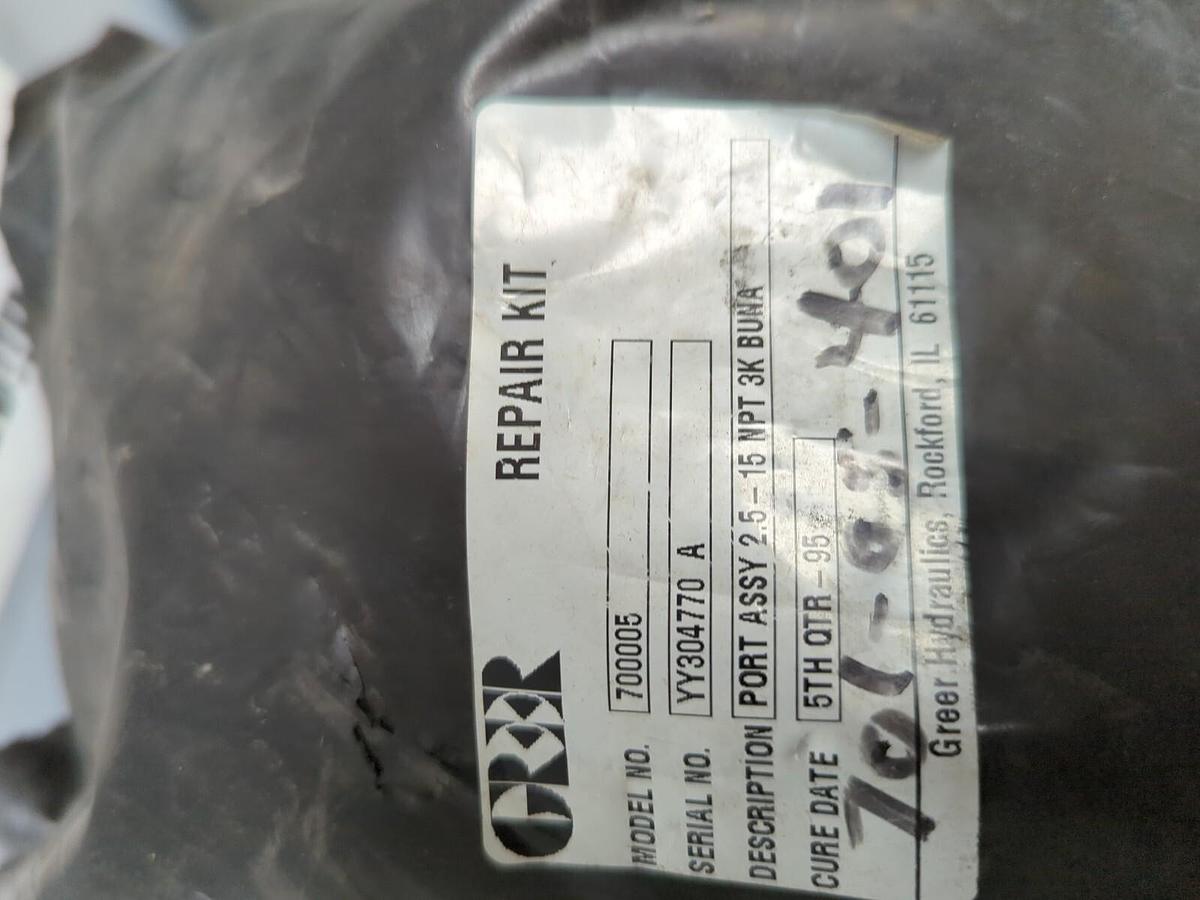 GREER
REPAIR KIT
MODEL NO. 700005
SERIAL NO. YY304770 A
DESCRIPTION PORT ASSY 2.5-15 NPT 3K BUNA
CURE DATE 5TH QTR-95
701-03-401
Greer Hydraulics, Rockford, IL 61115